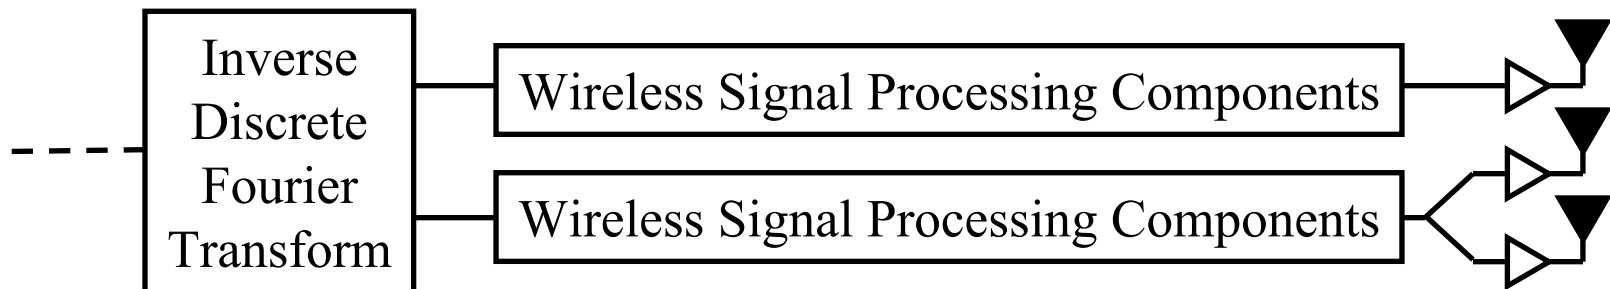 Inverse
Discrete
Fourier
Transform
Wireless Signal Processing Components
Wireless Signal Processing Components